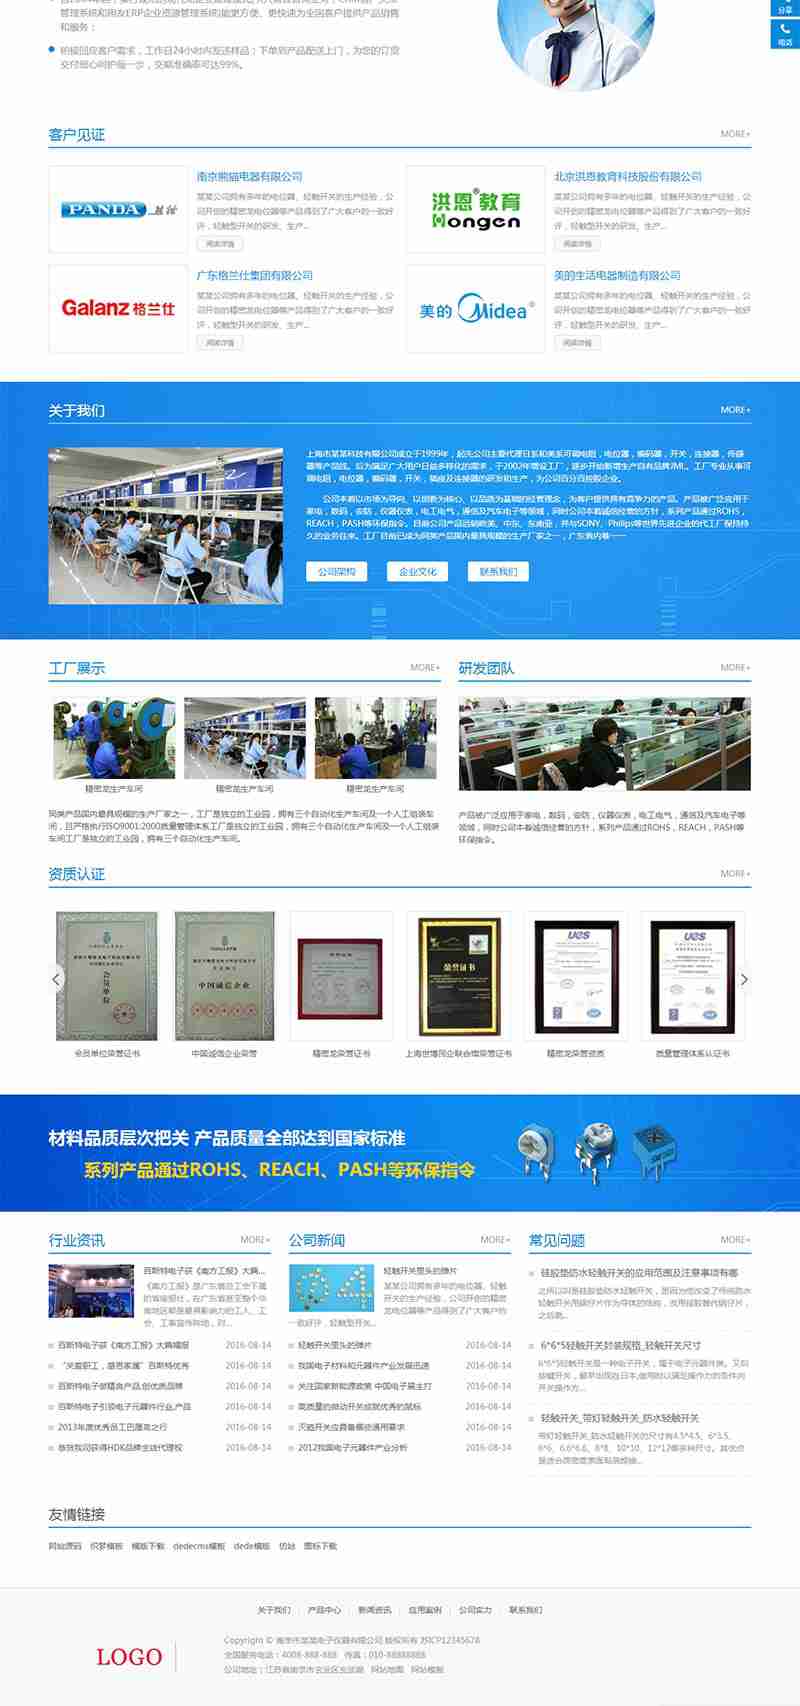 管理系统和用友ERP企业资源管理系统)能更方便、更快速为全国客户提供产品销售
和服务；
积极回应客户需求，工作日24小时内发送样品；下单到产品配送上门，为您的订货
交付细心呵护每一步，交期准确率可达99%。
分享
电话
客户见证
MORE+
PANDA
南京熊猫电器有限公司
某某公司拥有多年的电位器、轻触开关的生产经验，公
司开创的精密龙电位器等产品得到了广大客户的一致好
评，轻触型开关的研发、生产...
阅读详情
洪恩®教育
Hongen
北京洪恩教育科技股份有限公司
某某公司拥有多年的电位器、轻触开关的生产经验，公
司开创的精密龙电位器等产品得到了广大客户的一致好
评，轻触型开关的研发、生产...
阅读详情
Galanz 格兰仕
广东格兰仕集团有限公司
某某公司拥有多年的电位器、轻触开关的生产经验，公
司开创的精密龙电位器等产品得到了广大客户的一致好
评，轻触型开关的研发、生产...
阅读详情
美的 Midea®
美的生活电器制造有限公司
某某公司拥有多年的电位器、轻触开关的生产经验，公
司开创的精密龙电位器等产品得到了广大客户的一致好
评，轻触型开关的研发、生产...
阅读详情
关于我们
MORE+
上海市某某科技有限公司成立于1999年，起先公司主要代理日系和美系可调电阻，电位器，编码器，开关，连接器，传感
器等产品线。后为满足广大用户日益多样化的需求，于2002年增设工厂，逐步开始新增生产自有品牌JML。工厂专业从事可
调电阻，电位器，编码器，开关，插座及连接器的研发和生产，为公司百分百控股企业。
公司本着以市场为导向、以创新为核心、以品质为基础的经营理念，为客户提供具有竞争力的产品。产品被广泛应用于
家电，数码，安防，仪器仪表，电工电气，通信及汽车电子等领域，同时公司本着诚信经营的方针，系列产品通过ROHS，
REACH，PASH等环保指令。目前公司产品远销欧美、中东、东南亚，并与SONY、Philips等世界先进企业的代工厂保持持
久的业务往来。工厂目前已成为同类产品国内最具规模的生产厂家之一，广东省内唯一一
公司架构
企业文化
联系我们
工厂展示
MORE+
精密龙生产车间
精密龙生产车间
精密龙生产车间
同类产品国内最具规模的生产厂家之一，工厂是独立的工业园，拥有三个自动化生产车间及一个人工组装车
间，且严格执行ISO9001:2000质量管理体系工厂是独立的工业园，拥有三个自动化生产车间及一个人工组装
车间工厂是独立的工业园，拥有三个自动化生产车间。
研发团队
MORE+
产品被广泛应用于家电，数码，安防，仪器仪表，电工电气，通信及汽车电子等
领域，同时公司本着诚信经营的方针，系列产品通过ROHS，REACH，PASH等
环保指令。
资质认证
MORE+
会员单位
中国诚信企业
荣誉证书
UCS
UCS
会员单位荣誉证书
中国诚信企业荣誉
精密龙荣誉证书
上海世博民企联合馆荣誉证书
精密龙荣誉资质
质量管理体系认证书
材料品质层次把关 产品质量全部达到国家标准
系列产品通过ROHS、REACH、PASH等环保指令
行业资讯
MORE+
百斯特电子获《南方工报》大篇...
《南方工报》是广东省总工会下属
的省级报社，在广东省甚至整个华
南地区都是最具影响力的工人、工
会、工事宣传阵地，对...
百斯特电子获《南方工报》大篇幅报 2016-08-14
“关爱职工，感恩家属”百斯特优秀 2016-08-14
百斯特电子做精良产品,创优质品牌 2016-08-14
百斯特电子引领电子元器件行业,产品 2016-08-14
2013年度优秀员工巴厘岛之行 2016-08-14
恭贺我司获得HDK品牌全线代理权 2016-08-14
公司新闻
MORE+
轻触开关里头的弹片
某某公司拥有多年的电位器、轻触
开关的生产经验，公司开创的精密
龙电位器等产品得到了广大客户的
一致好评，轻触型开关...
轻触开关里头的弹片 2016-08-14
我国电子材料和元器件产业发展迅速 2016-08-14
关注国家新能源政策 中国电子展主打 2016-08-14
高质量的微动开关成就优秀的鼠标 2016-08-14
灭弧开关应具备哪些通用要求 2016-08-14
2012我国电子元器件产业分析 2016-08-14
常见问题
MORE+
硅胶垫防水轻触开关的应用范围及注意事项有哪
之所以叫是硅胶垫防水轻触开关，是因为他改变了传统防水
轻触开关用锅仔片作为导体的结构，改用硅胶替代锅仔片，
之后易...
6*6*5轻触开关封装规格_轻触开关尺寸
6*6*5轻触开关是一种电子开关，属于电子元器件类。又叫
按键开关，最早出现在日本,使用时以满足操作力的条件向
开关操作方...
轻触开关_带灯轻触开关_防水轻触开关
带灯轻触开关_防水轻触开关的尺寸有4.5*4.5、6*3.5、
6*6、6.6*6.6、8*8、10*10、12*12等多种尺寸。其优点
是适合高密度表面贴装焊接...
友情链接
网站源码 织梦模板 模版下载 dedecms模板 dede模版 仿站 图标下载
关于我们 产品中心 新闻资讯 应用案例 公司实力 联系我们
LOGO
Copyright © 南京市某某电子仪器有限公司 版权所有 苏ICP12345678
全国服务电话：4008-888-888 传真：010-88888888
公司地址：江苏省南京市玄武区玄武湖 网站地图 网站模板